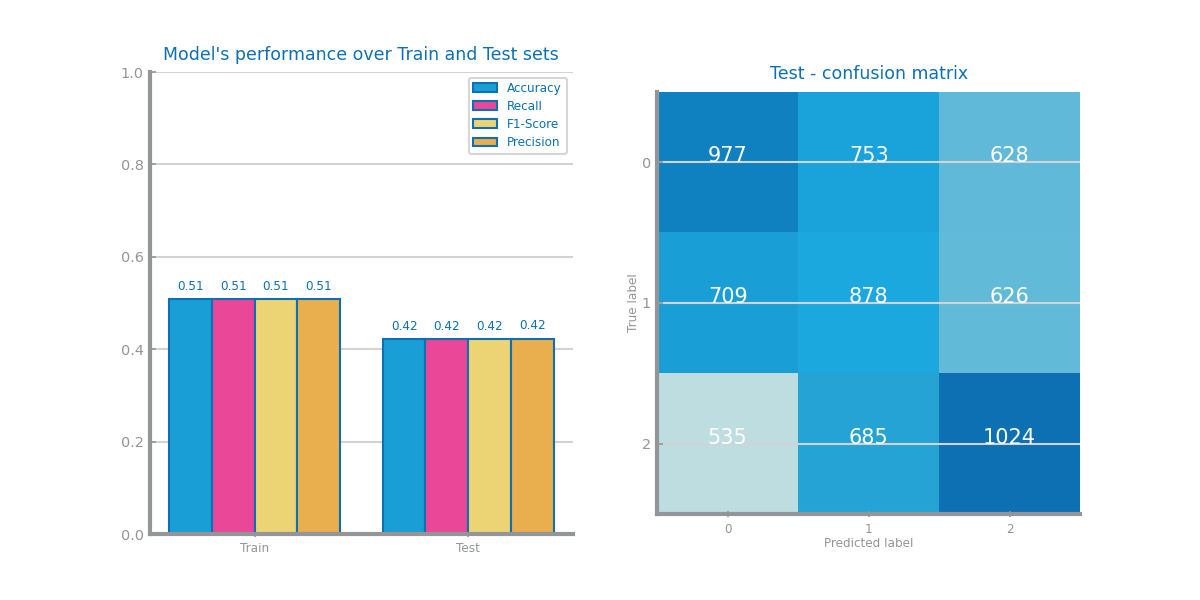 Model's performance over Train and Test sets
1.0
0.8
0.6
0.4
0.2
0.0
Accuracy
Recall
F1-Score
Precision
0.51 0.51 0.51 0.51
0.42 0.42 0.42 0.42
Train Test
Test - confusion matrix
True label
0 977 753 628
1 709 878 626
2 535 685 1024
0 1 2
Predicted label